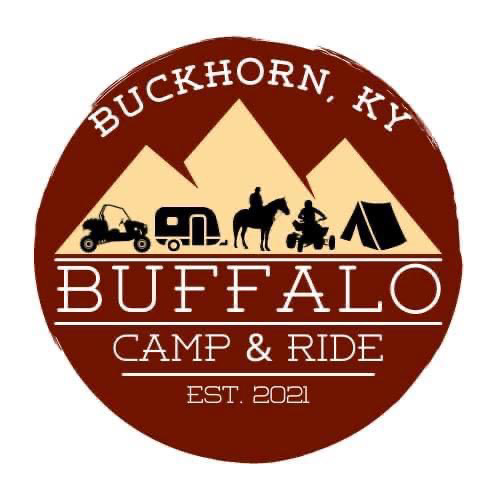 BUCKHORN, KY
BUFFALO
CAMP & RIDE
EST. 2021